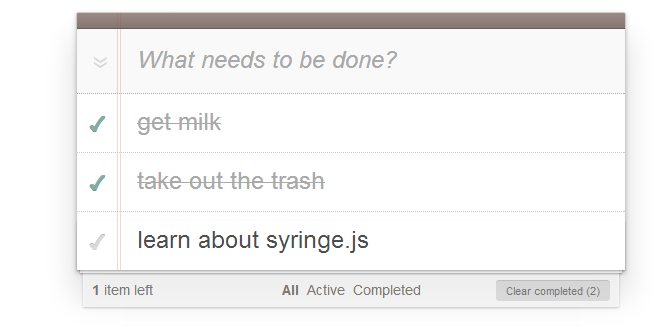 What needs to be done?
get milk
take out the trash
learn about syringe.js
1 item left All Active Completed Clear completed (2)